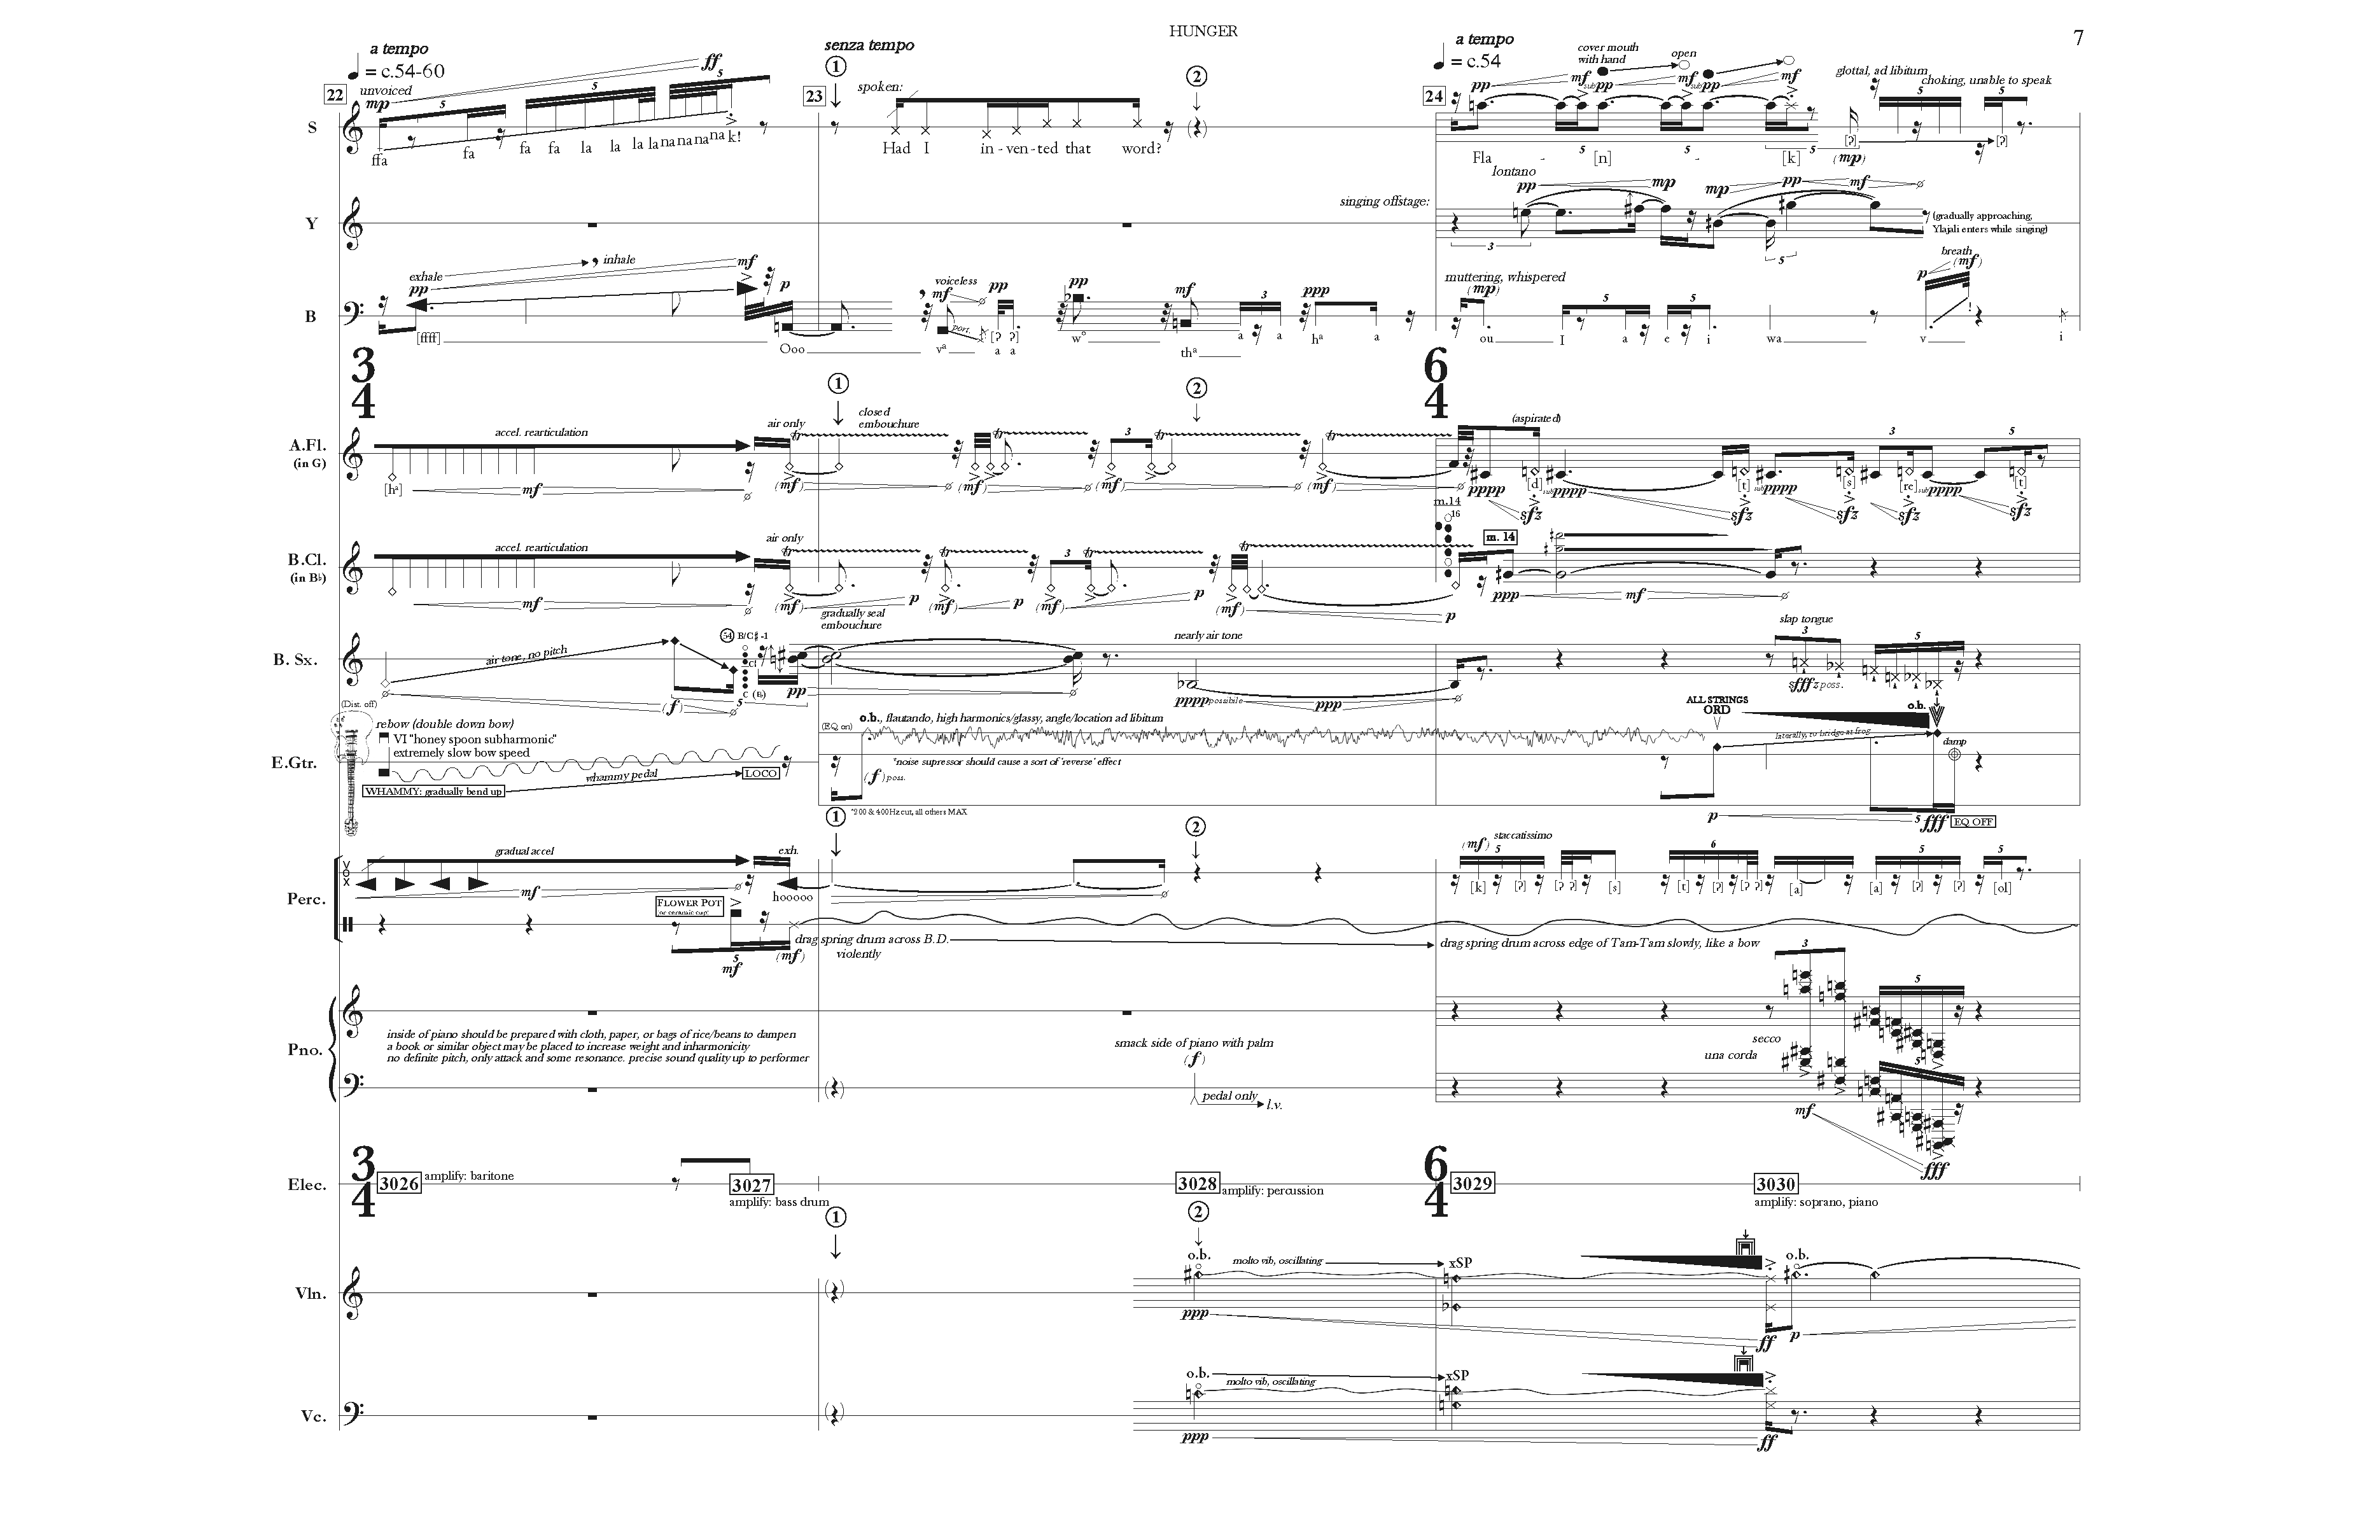 HUNGER
7
a tempo
senza tempo
a tempo
= c.54-60
= c.54
22
23
24
1
2
unvoiced
mp
ff
5
5
5
spoken:
pp
mf
cover mouth
with hand
open
glottal, ad libitum
choking, unable to speak
S
ffa fa fa fa la la la la na na na na k!
Had I in - ven - ted that word?
Fla - [n] - [k] (mp) [ʔ] [ʔ]
singing offstage:
lontano
pp mp mp pp mf
Y
3
5
(gradually approaching,
Ylajali enters while singing)
exhale
inhale
pp
mf
p
voiceless
mf
pp
pp
mf
ppp
muttering, whispered
(mp)
breath
p (mf)
B
[ffff]
Ooo
port.
vª [ʔ ʔ]
a a
w°
thª
a a hª a
ou I a e i wa v i
3
4
6
4
1
2
accel. rearticulation
air only
closed
embouchure
(aspirated)
A.Fl.
(in G)
[hª] mf (mf) (mf) (mf) (mf)
pppp [d] sub pppp [t] sub pppp [s] [re] sub pppp [t]
sfz sfz sfz sfz sfz
m.14
16
m. 14
accel. rearticulation
air only
B.Cl.
(in B♭)
mf (mf) p (mf) p (mf) p (mf) p
ppp mf
gradually seal
embouchure
54 B/C♯ -1
nearly air tone
slap tongue
B. Sx.
air tone, no pitch
(f)
5
pp
pppp possibile
ppp
sfffz poss.
(Dist. off)
rebow (double down bow)
VI "honey spoon subharmonic"
extremely slow bow speed
E.Gtr.
whammy pedal
LOCO
WHAMMY: gradually bend up
(EQ on)
o.b., flautando, high harmonics/glassy, angle/location ad libitum
*noise supressor should cause a sort of 'reverse' effect
(f) poss.
*200 & 400Hz cut, all others MAX
ALL STRINGS
ORD
o.b.
laterally, to bridge at frog
damp
p
5 fff
EQ OFF
1
2
VOX
gradual accel
exh.
mf
hooooo
(mf)
staccatissimo
[k] [ʔ] [ʔ ʔ] [s] [t] [ʔ] [ʔ ʔ] [a] [a] [ʔ] [ʔ] [ol]
Perc.
FLOWER POT
(or ceramic cup)
mf
(mf)
drag spring drum across B.D.
violently
drag spring drum across edge of Tam-Tam slowly, like a bow
Pno.
inside of piano should be prepared with cloth, paper, or bags of rice/beans to dampen
a book or similar object may be placed to increase weight and inharmonicity
no definite pitch, only attack and some resonance. precise sound quality up to performer
smack side of piano with palm
(f)
pedal only
l.v.
secco
una corda
mf
fff
3
4
6
4
Elec.
3026
amplify: baritone
3027
amplify: bass drum
3028
amplify: percussion
3029
3030
amplify: soprano, piano
1
2
Vln.
o.b.
molto vib, oscillating
xSP
o.b.
ppp
ff
p
Vc.
o.b.
molto vib, oscillating
xSP
ppp
ff